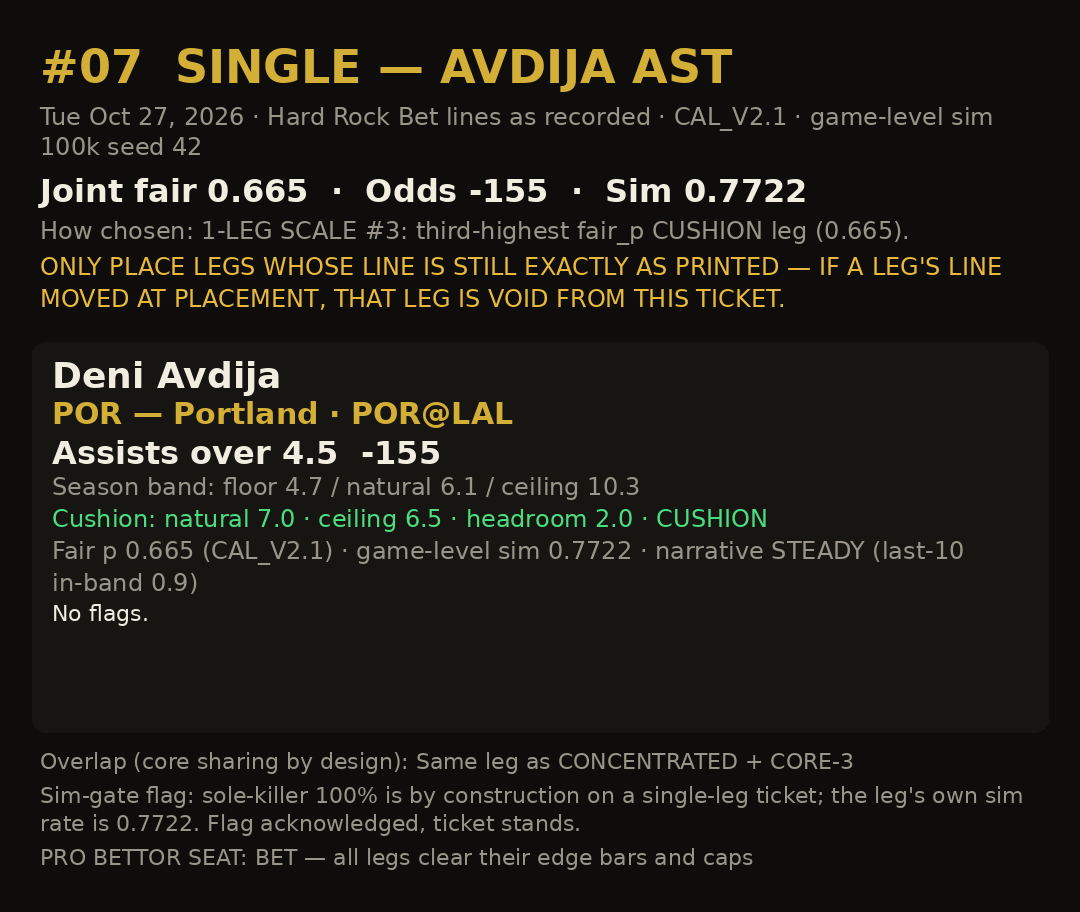 #07  SINGLE — AVDIJA AST
Tue Oct 27, 2026 · Hard Rock Bet lines as recorded · CAL_V2.1 · game-level sim
100k seed 42
Joint fair 0.665  ·  Odds -155  ·  Sim 0.7722
How chosen: 1-LEG SCALE #3: third-highest fair_p CUSHION leg (0.665).
ONLY PLACE LEGS WHOSE LINE IS STILL EXACTLY AS PRINTED — IF A LEG'S LINE
MOVED AT PLACEMENT, THAT LEG IS VOID FROM THIS TICKET.
Deni Avdija
POR — Portland · POR@LAL
Assists over 4.5  -155
Season band: floor 4.7 / natural 6.1 / ceiling 10.3
Cushion: natural 7.0 · ceiling 6.5 · headroom 2.0 · CUSHION
Fair p 0.665 (CAL_V2.1) · game-level sim 0.7722 · narrative STEADY (last-10
in-band 0.9)
No flags.
Overlap (core sharing by design): Same leg as CONCENTRATED + CORE-3
Sim-gate flag: sole-killer 100% is by construction on a single-leg ticket; the leg's own sim
rate is 0.7722. Flag acknowledged, ticket stands.
PRO BETTOR SEAT: BET — all legs clear their edge bars and caps